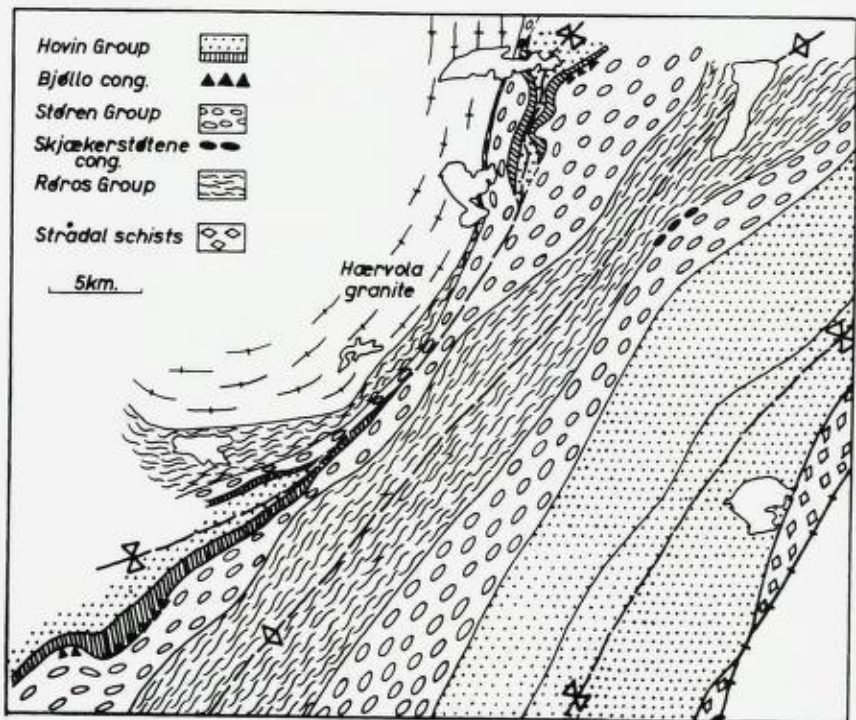 Hovin Group
Bjøllo cong.
Støren Group
Skjækerstøtene
cong.
Røros Group
Strådal schists
5km.
Hærvola
granite